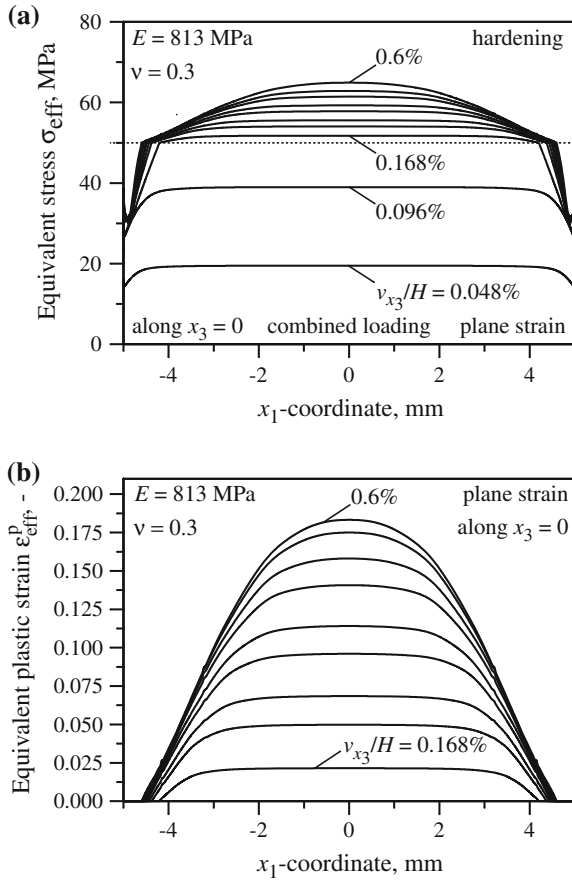 (a)
80
60
40
20
0
Equivalent stress σeff, MPa
E = 813 MPa
ν = 0.3
hardening
0.6%
0.168%
0.096%
vx3/H = 0.048%
along x3 = 0 combined loading plane strain
-4 -2 0 2 4
x1-coordinate, mm
(b)
0.200
0.175
0.150
0.125
0.100
0.075
0.050
0.025
0.000
Equivalent plastic strain εpeff, -
E = 813 MPa
ν = 0.3
0.6%
plane strain
along x3 = 0
vx3/H = 0.168%
-4 -2 0 2 4
x1-coordinate, mm